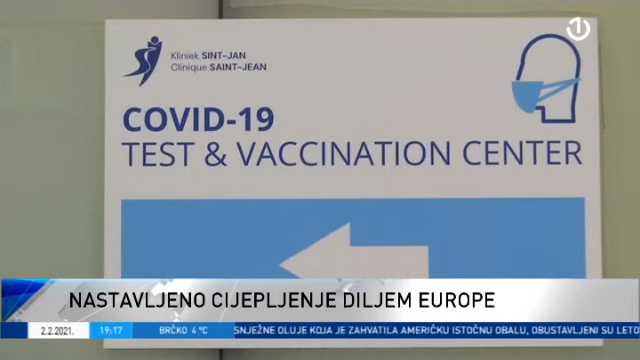 Kliniek SINT-JAN
Clinique SAINT-JEAN
COVID-19
TEST & VACCINATION CENTER
NASTAVLJENO CIJEPLJENJE DILJEM EUROPE
2.2.2021. 19:17 BRČKO 4 °C SNJEŽNE OLUJE KOJA JE ZAHVATILA AMERIČKU ISTOČNU OBALU, OBUSTAVLJENI SU LETO